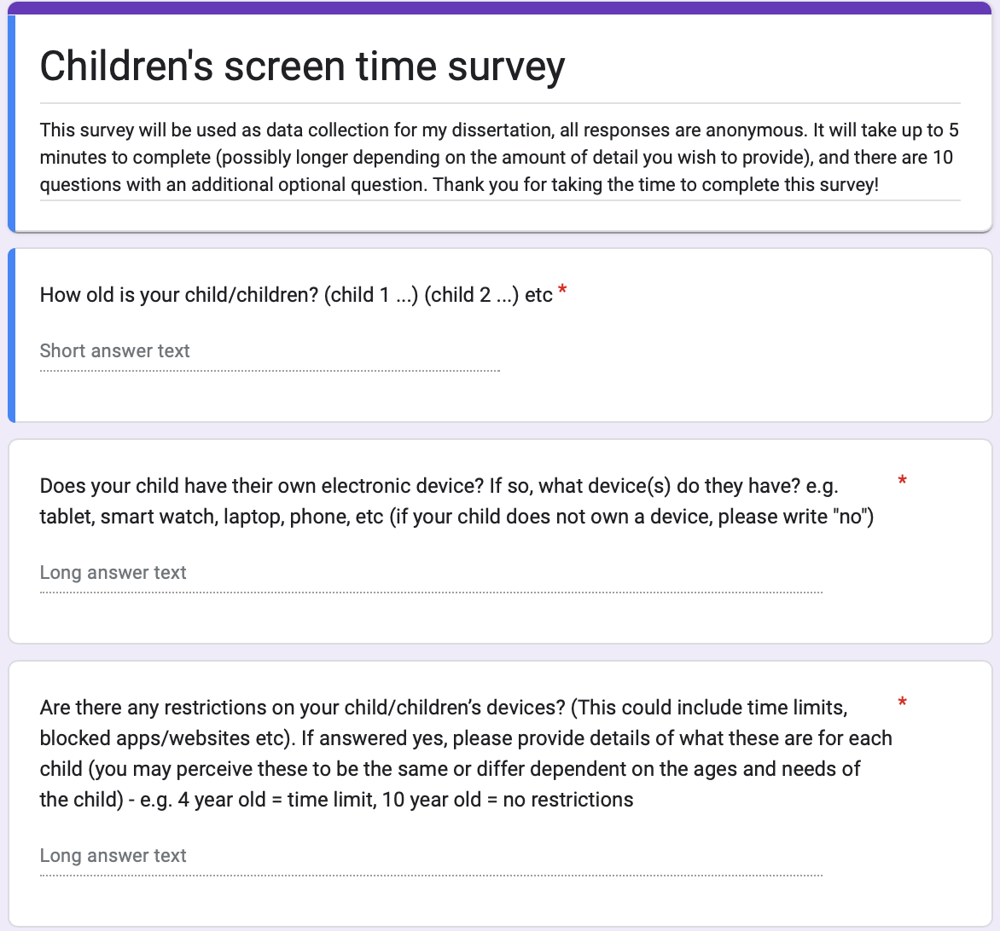 Children's screen time survey
This survey will be used as data collection for my dissertation, all responses are anonymous. It will take up to 5
minutes to complete (possibly longer depending on the amount of detail you wish to provide), and there are 10
questions with an additional optional question. Thank you for taking the time to complete this survey!
How old is your child/children? (child 1 ...) (child 2 ...) etc *
Short answer text
Does your child have their own electronic device? If so, what device(s) do they have? e.g. *
tablet, smart watch, laptop, phone, etc (if your child does not own a device, please write "no")
Long answer text
Are there any restrictions on your child/children’s devices? (This could include time limits, *
blocked apps/websites etc). If answered yes, please provide details of what these are for each
child (you may perceive these to be the same or differ dependent on the ages and needs of
the child) - e.g. 4 year old = time limit, 10 year old = no restrictions
Long answer text